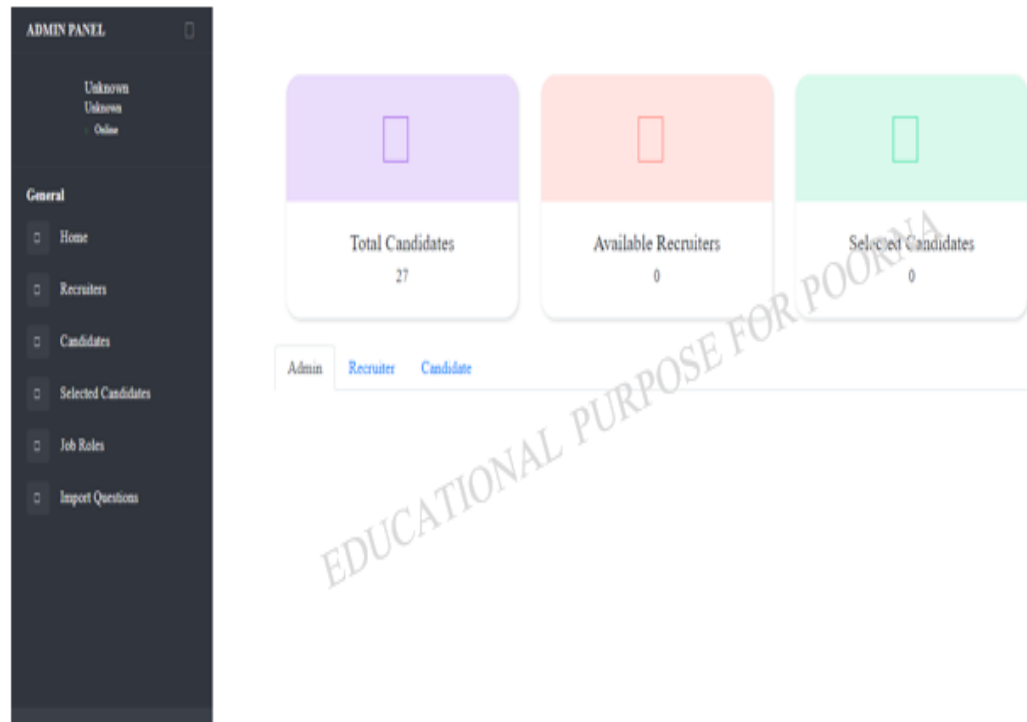 ADMIN PANEL
Unknown
Unknown
Online
General
Home
Recruiters
Candidates
Selected Candidates
Job Roles
Import Questions
Total Candidates
27
Available Recruiters
0
Selected Candidates
0
Admin Recruiter Candidate
EDUCATIONAL PURPOSE FOR POORNA